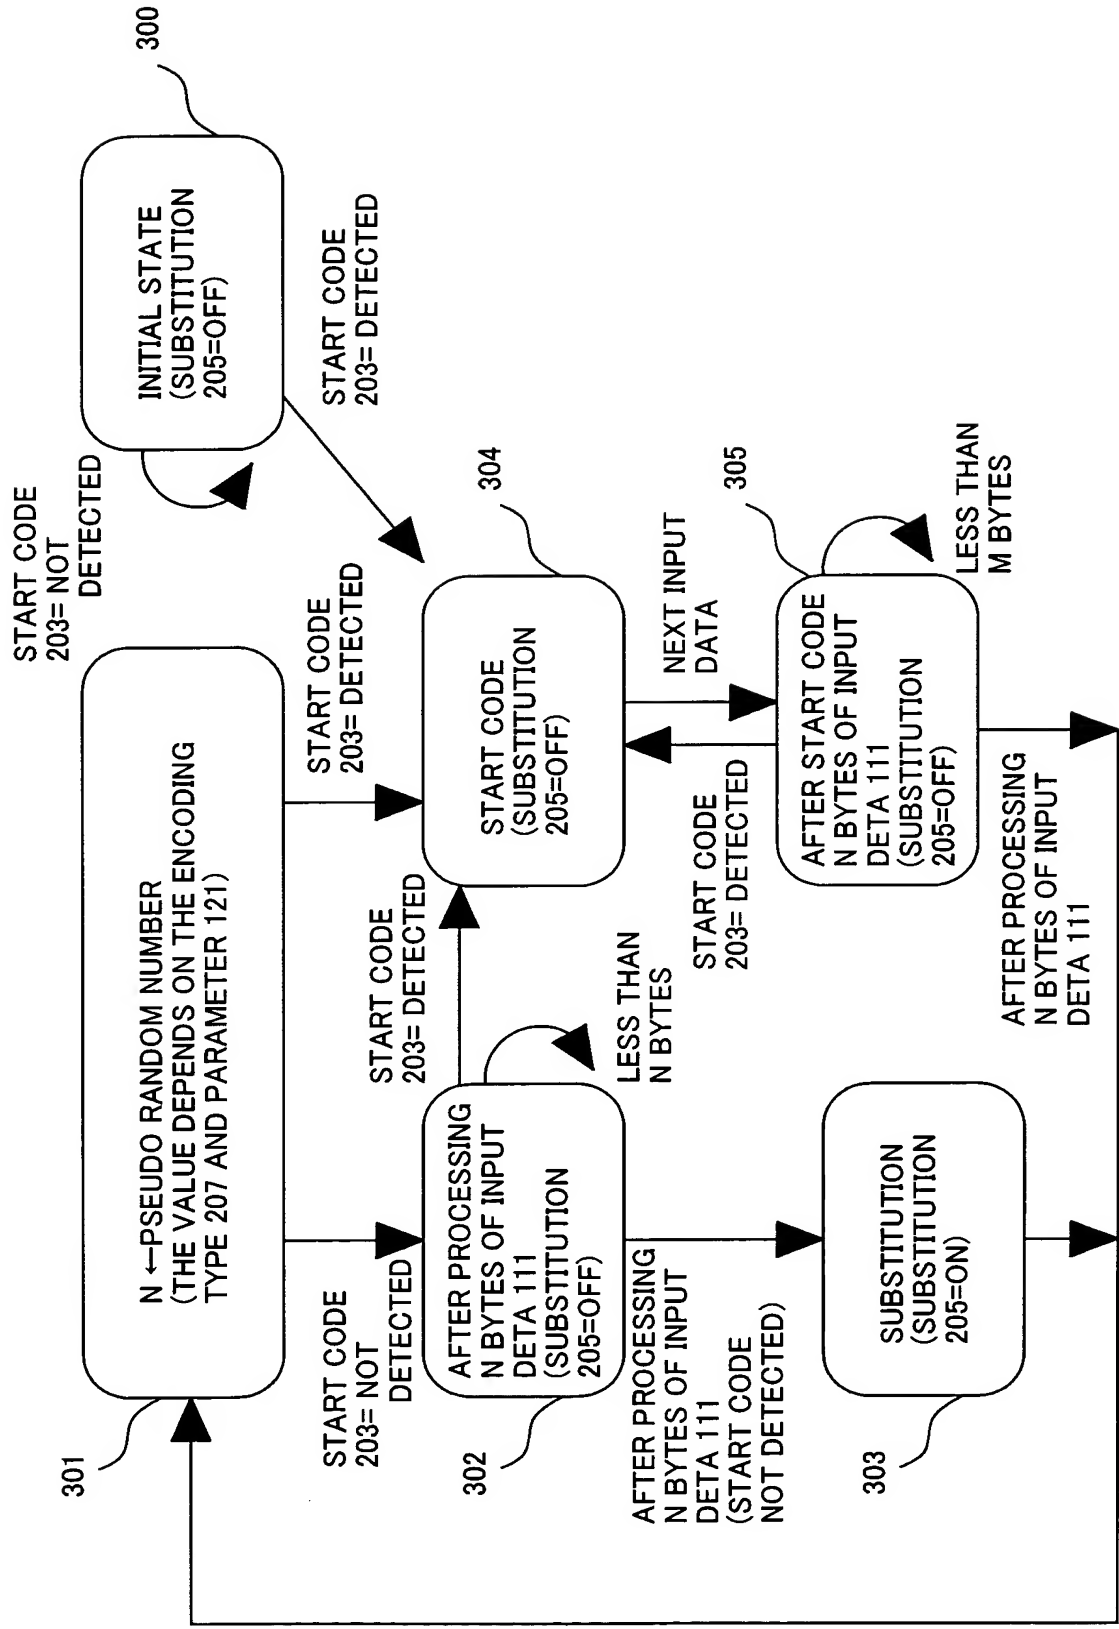 301
N ←PSEUDO RANDOM NUMBER
(THE VALUE DEPENDS ON THE ENCODING
TYPE 207 AND PARAMETER 121)
START CODE
203= NOT
DETECTED
INITIAL STATE
(SUBSTITUTION
205=OFF)
300
START CODE
203= NOT
DETECTED
START CODE
203= DETECTED
START CODE
203= DETECTED
302
AFTER PROCESSING
N BYTES OF INPUT
DETA 111
(SUBSTITUTION
205=OFF)
START CODE
203= DETECTED
LESS THAN
N BYTES
START CODE
(SUBSTITUTION
205=OFF)
304
AFTER PROCESSING
N BYTES OF INPUT
DETA 111
(START CODE
NOT DETECTED)
START CODE
203= DETECTED
NEXT INPUT
DATA
303
SUBSTITUTION
(SUBSTITUTION
205=ON)
AFTER START CODE
N BYTES OF INPUT
DETA 111
(SUBSTITUTION
205=OFF)
305
LESS THAN
M BYTES
AFTER PROCESSING
N BYTES OF INPUT
DETA 111